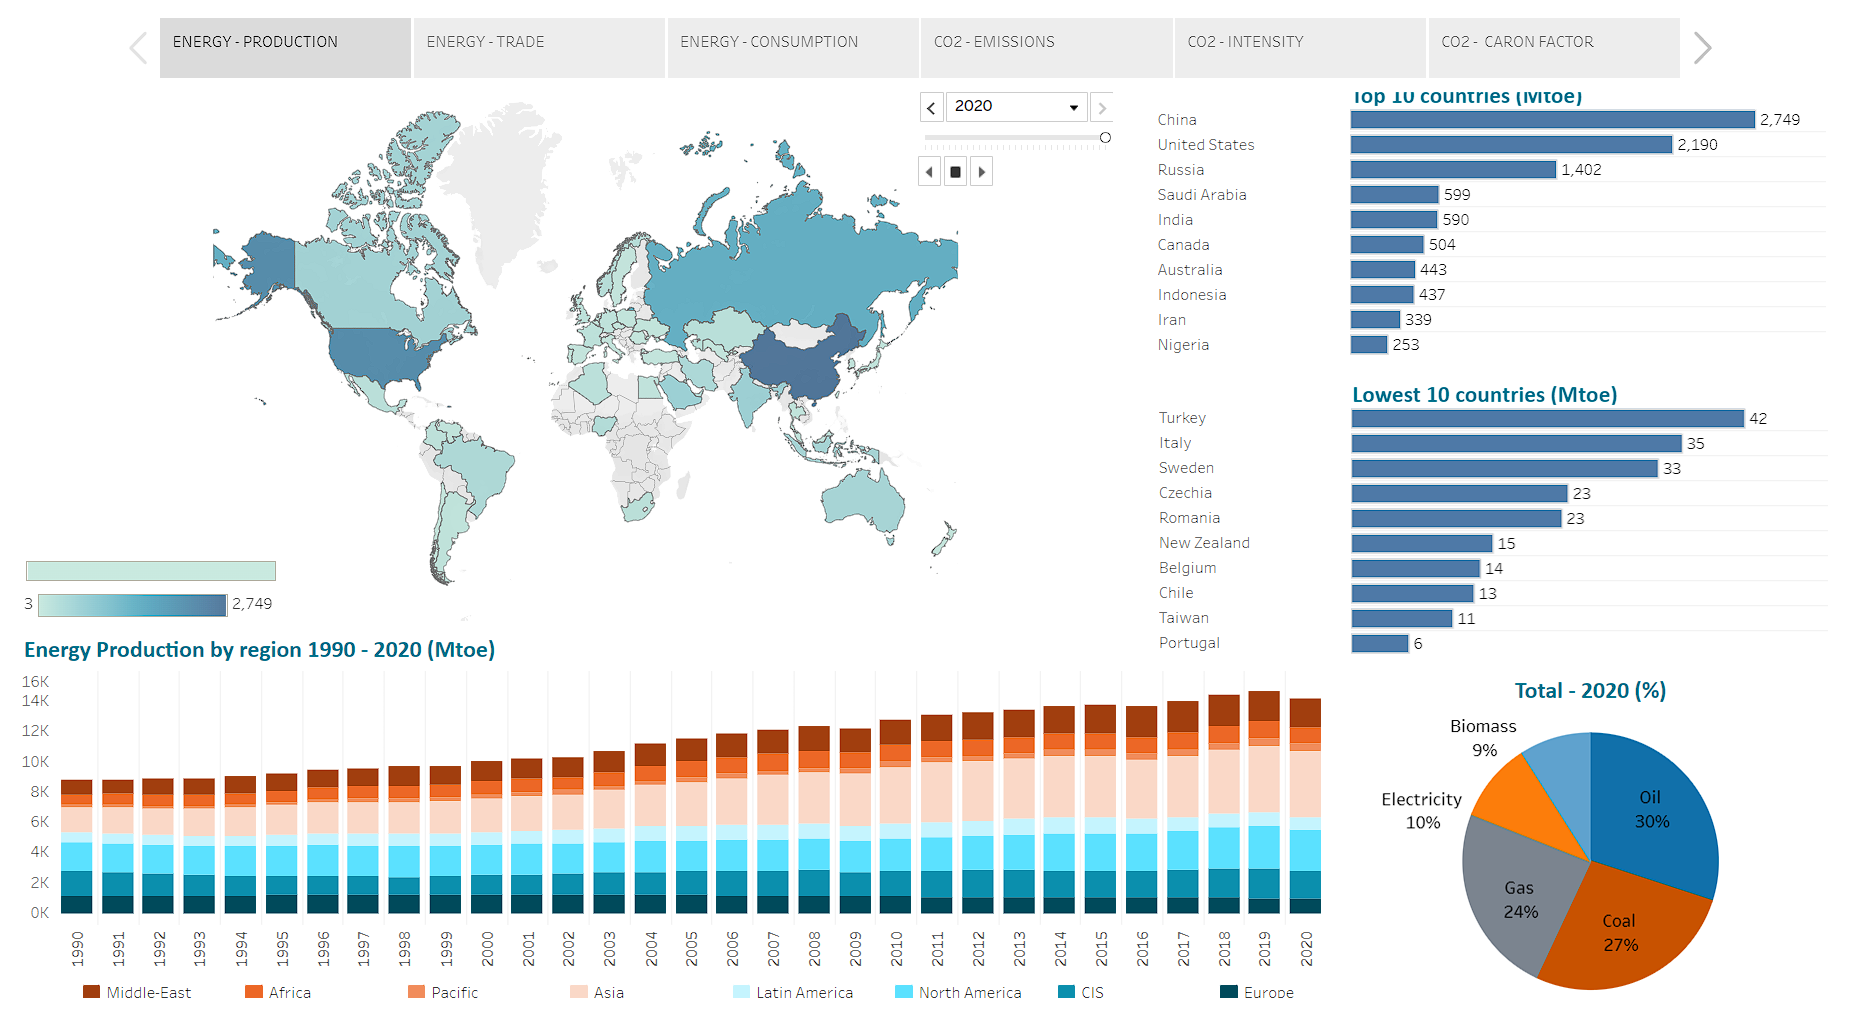 ENERGY - PRODUCTION
ENERGY - TRADE
ENERGY - CONSUMPTION
CO2 - EMISSIONS
CO2 - INTENSITY
CO2 - CARON FACTOR
2020
Top 10 countries (Mtoe)
China 2,749
United States 2,190
Russia 1,402
Saudi Arabia 599
India 590
Canada 504
Australia 443
Indonesia 437
Iran 339
Nigeria 253
Lowest 10 countries (Mtoe)
Turkey 42
Italy 35
Sweden 33
Czechia 23
Romania 23
New Zealand 15
Belgium 14
Chile 13
Taiwan 11
Portugal 6
3 2,749
Energy Production by region 1990 - 2020 (Mtoe)
16K
14K
12K
10K
8K
6K
4K
2K
0K
1990 1991 1992 1993 1994 1995 1996 1997 1998 1999 2000 2001 2002 2003 2004 2005 2006 2007 2008 2009 2010 2011 2012 2013 2014 2015 2016 2017 2018 2019 2020
Middle-East Africa Pacific Asia Latin America North America CIS Europe
Total - 2020 (%)
Biomass
9%
Oil
30%
Electricity
10%
Gas
24%
Coal
27%